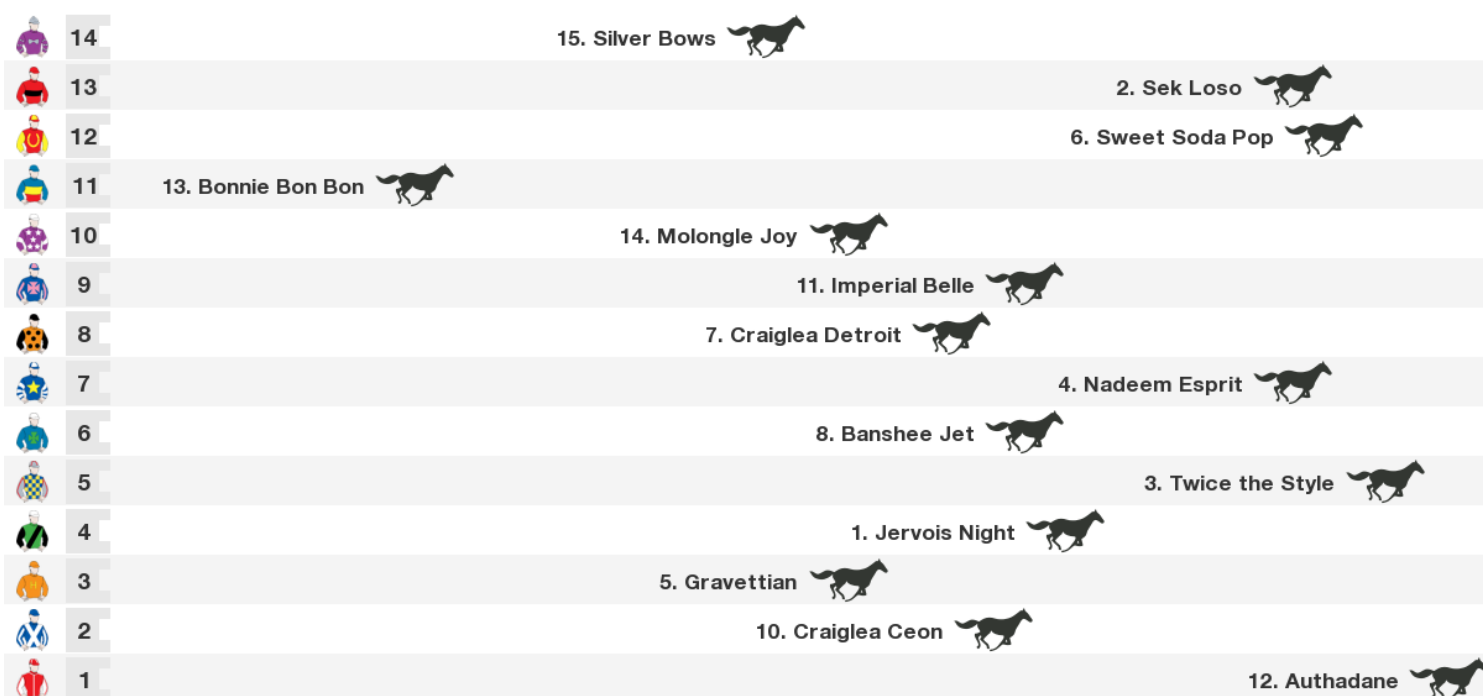 14 15. Silver Bows
13 2. Sek Loso
12 6. Sweet Soda Pop
11 13. Bonnie Bon Bon
10 14. Molongle Joy
9 11. Imperial Belle
8 7. Craiglea Detroit
7 4. Nadeem Esprit
6 8. Banshee Jet
5 3. Twice the Style
4 1. Jervois Night
3 5. Gravettian
2 10. Craiglea Ceon
1 12. Authadane